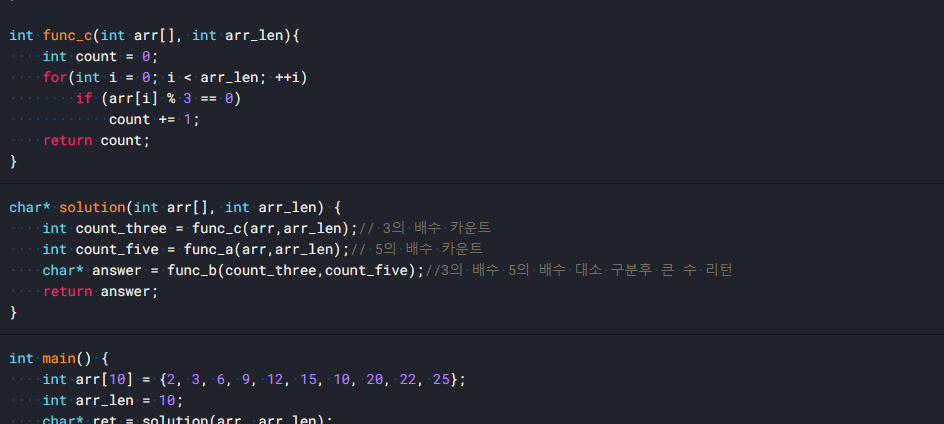 int func_c(int arr[], int arr_len){
    int count = 0;
    for(int i = 0; i < arr_len; ++i)
        if (arr[i] % 3 == 0)
            count += 1;
    return count;
}
char* solution(int arr[], int arr_len) {
    int count_three = func_c(arr,arr_len);// 3의 배수 카운트
    int count_five = func_a(arr,arr_len);// 5의 배수 카운트
    char* answer = func_b(count_three,count_five);//3의 배수 5의 배수 대소 구분후 큰 수 리턴
    return answer;
}
int main() {
    int arr[10] = {2, 3, 6, 9, 12, 15, 10, 20, 22, 25};
    int arr_len = 10;
    char* ret = solution(arr, arr_len);